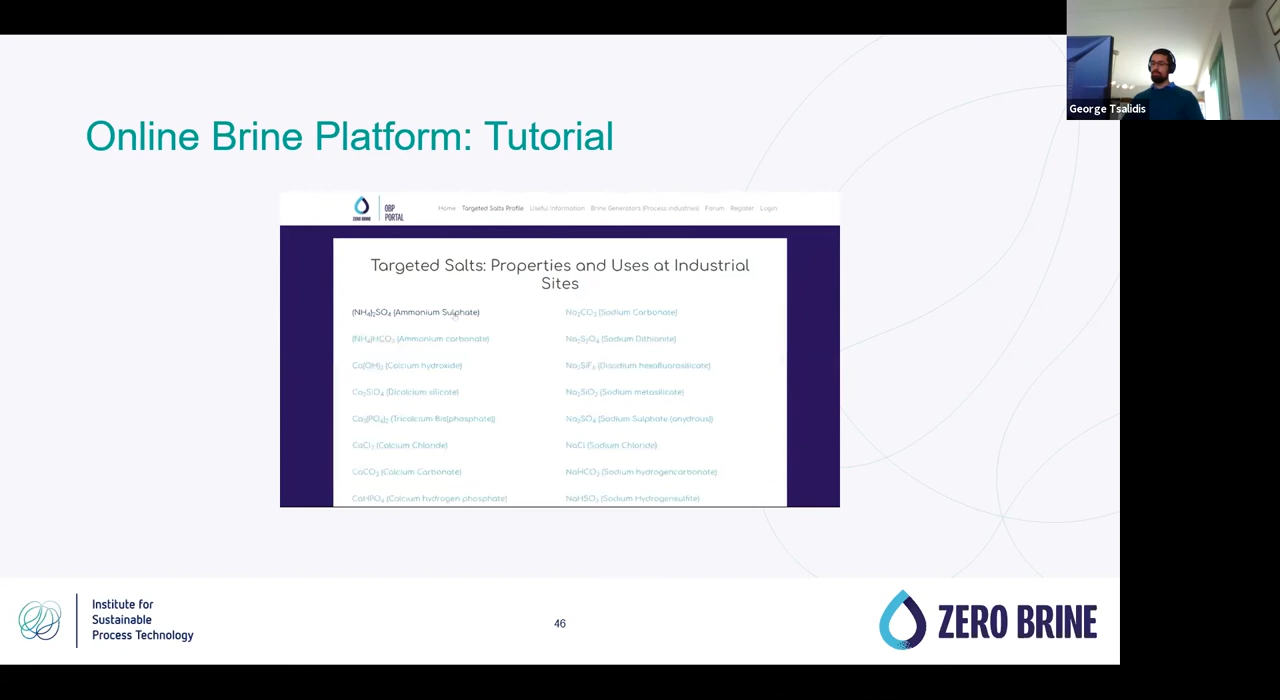 George Tsalidis
Online Brine Platform: Tutorial
ZERO BRINE
OBP
PORTAL
Home Targeted Salts Profile Useful Information Brine Generators (Process industries) Forum Register Login
Targeted Salts: Properties and Uses at Industrial
Sites
(NH₄)₂SO₄ (Ammonium Sulphate)
(NH₄)HCO₃ (Ammonium carbonate)
Ca(OH)₂ (Calcium hydroxide)
Ca₂SiO₄ (Dicalcium silicate)
Ca₃(PO₄)₂ (Tricalcium Bis(phosphate))
CaCl₂ (Calcium Chloride)
CaCO₃ (Calcium Carbonate)
CaHPO₄ (Calcium hydrogen phosphate)
Na₂CO₃ (Sodium Carbonate)
Na₂S₂O₄ (Sodium Dithionite)
Na₂SiF₆ (Disodium hexafluorosilicate)
Na₂SiO₃ (Sodium metasilicate)
Na₂SO₄ (Sodium Sulphate (anydrous))
NaCl (Sodium Chloride)
NaHCO₃ (Sodium hydrogencarbonate)
NaHSO₃ (Sodium Hydrogensulfite)
Institute for
Sustainable
Process Technology
46
ZERO BRINE